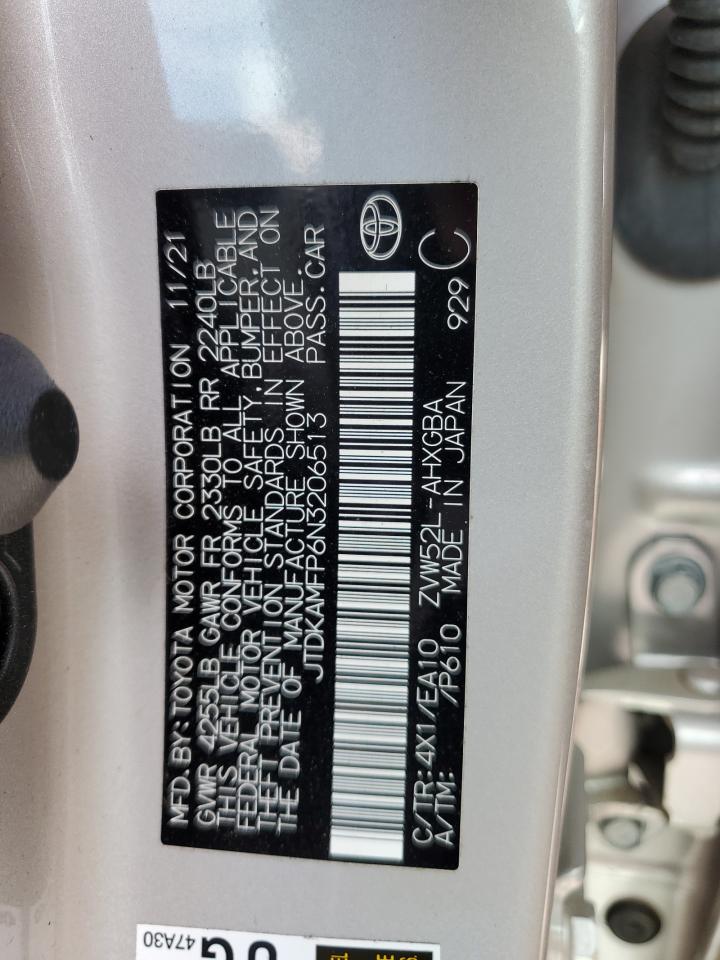 MFD.BY:TOYOTA MOTOR CORPORATION 11/21
GVWR 4255LB GAWR FR 2330LB RR 2240LB
THIS VEHICLE CONFORMS TO ALL APPLICABLE
FEDERAL MOTOR VEHICLE SAFETY,BUMPER,AND
THEFT PREVENTION STANDARDS IN EFFECT ON
THE DATE OF MANUFACTURE SHOWN ABOVE.
JTDKAMFP6N3206513 PASS.CAR
C/TR:4X1/EA10 ZVW52L-AHXGBA 929 C
A/TM: /P610 MADE IN JAPAN
47A30